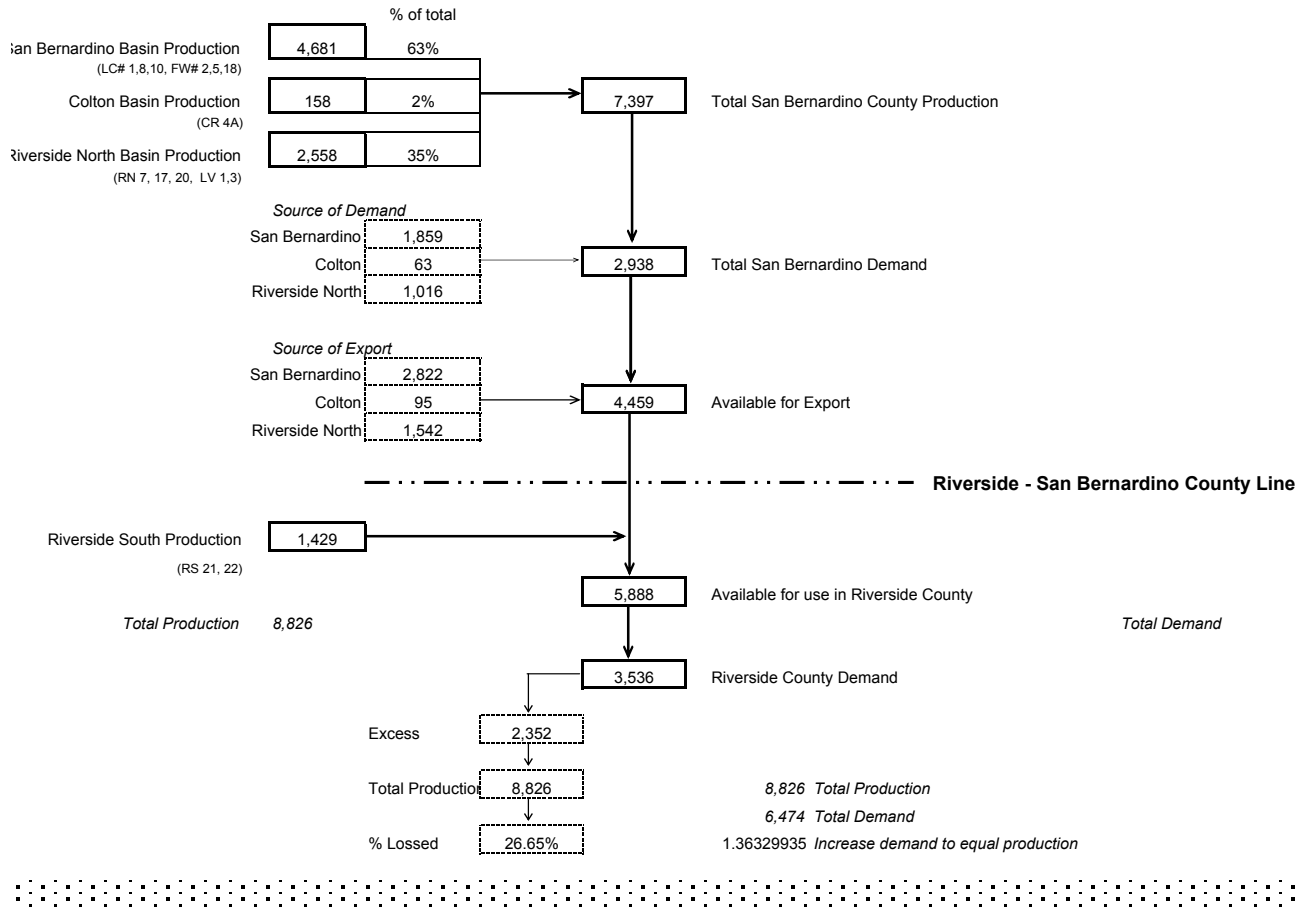 % of total
San Bernardino Basin Production 4,681 63%
(LC# 1,8,10, FW# 2,5,18)
Colton Basin Production 158 2% 7,397 Total San Bernardino County Production
(CR 4A)
Riverside North Basin Production 2,558 35%
(RN 7, 17, 20, LV 1,3)
Source of Demand
San Bernardino 1,859
Colton 63 2,938 Total San Bernardino Demand
Riverside North 1,016
Source of Export
San Bernardino 2,822
Colton 95 4,459 Available for Export
Riverside North 1,542
Riverside - San Bernardino County Line
Riverside South Production 1,429
(RS 21, 22)
5,888 Available for use in Riverside County
Total Production 8,826 Total Demand
3,536 Riverside County Demand
Excess 2,352
Total Production 8,826 8,826 Total Production
6,474 Total Demand
% Lossed 26.65% 1.36329935 Increase demand to equal production